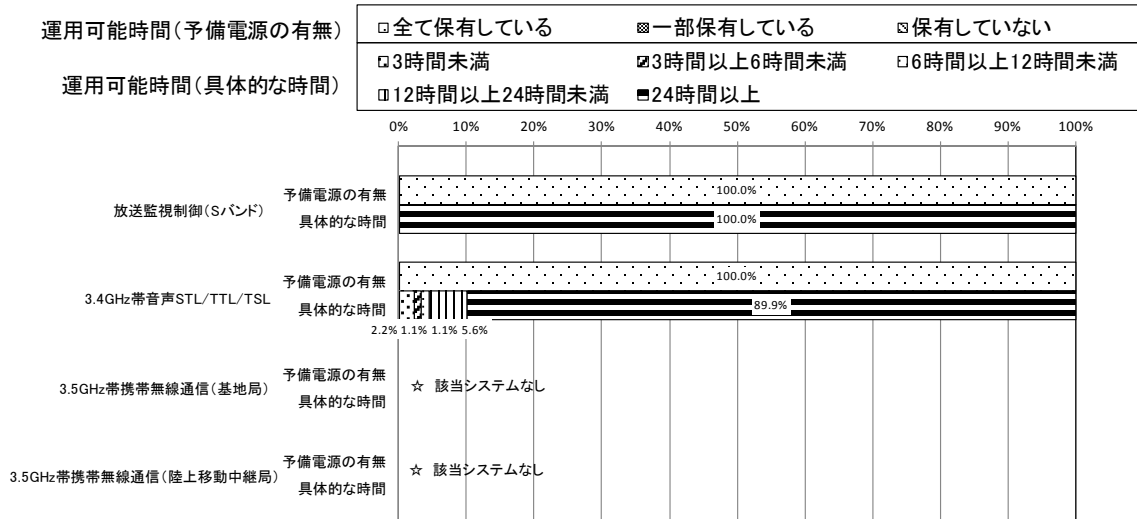 運用可能時間(予備電源の有無) 全て保有している 一部保有している 保有していない
運用可能時間(具体的な時間) 3時間未満 3時間以上6時間未満 6時間以上12時間未満
12時間以上24時間未満 24時間以上
0% 10% 20% 30% 40% 50% 60% 70% 80% 90% 100%
放送監視制御(Sバンド)
予備電源の有無 100.0%
具体的な時間 100.0%
3.4GHz帯音声STL/TTL/TSL
予備電源の有無 100.0%
具体的な時間 89.9%
2.2% 1.1% 1.1% 5.6%
3.5GHz帯携帯無線通信(基地局)
予備電源の有無
☆ 該当システムなし
具体的な時間
3.5GHz帯携帯無線通信(陸上移動中継局)
予備電源の有無
☆ 該当システムなし
具体的な時間